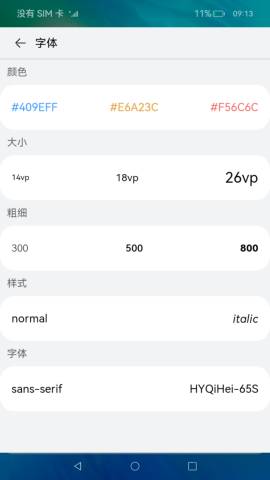 没有 SIM 卡 11% 09:13
字体
颜色
#409EFF #E6A23C #F56C6C
大小
14vp 18vp 26vp
粗细
300 500 800
样式
normal italic
字体
sans-serif HYQiHei-65S